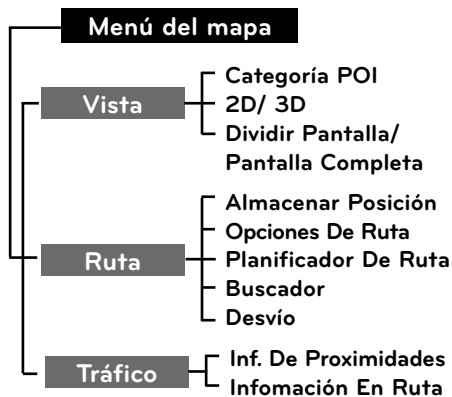 Menú del mapa
Vista
Categoría POI
2D/ 3D
Dividir Pantalla/
Pantalla Completa
Ruta
Almacenar Posición
Opciones De Ruta
Planificador De Ruta
Buscador
Desvío
Tráfico
Inf. De Proximidades
Infomación En Ruta